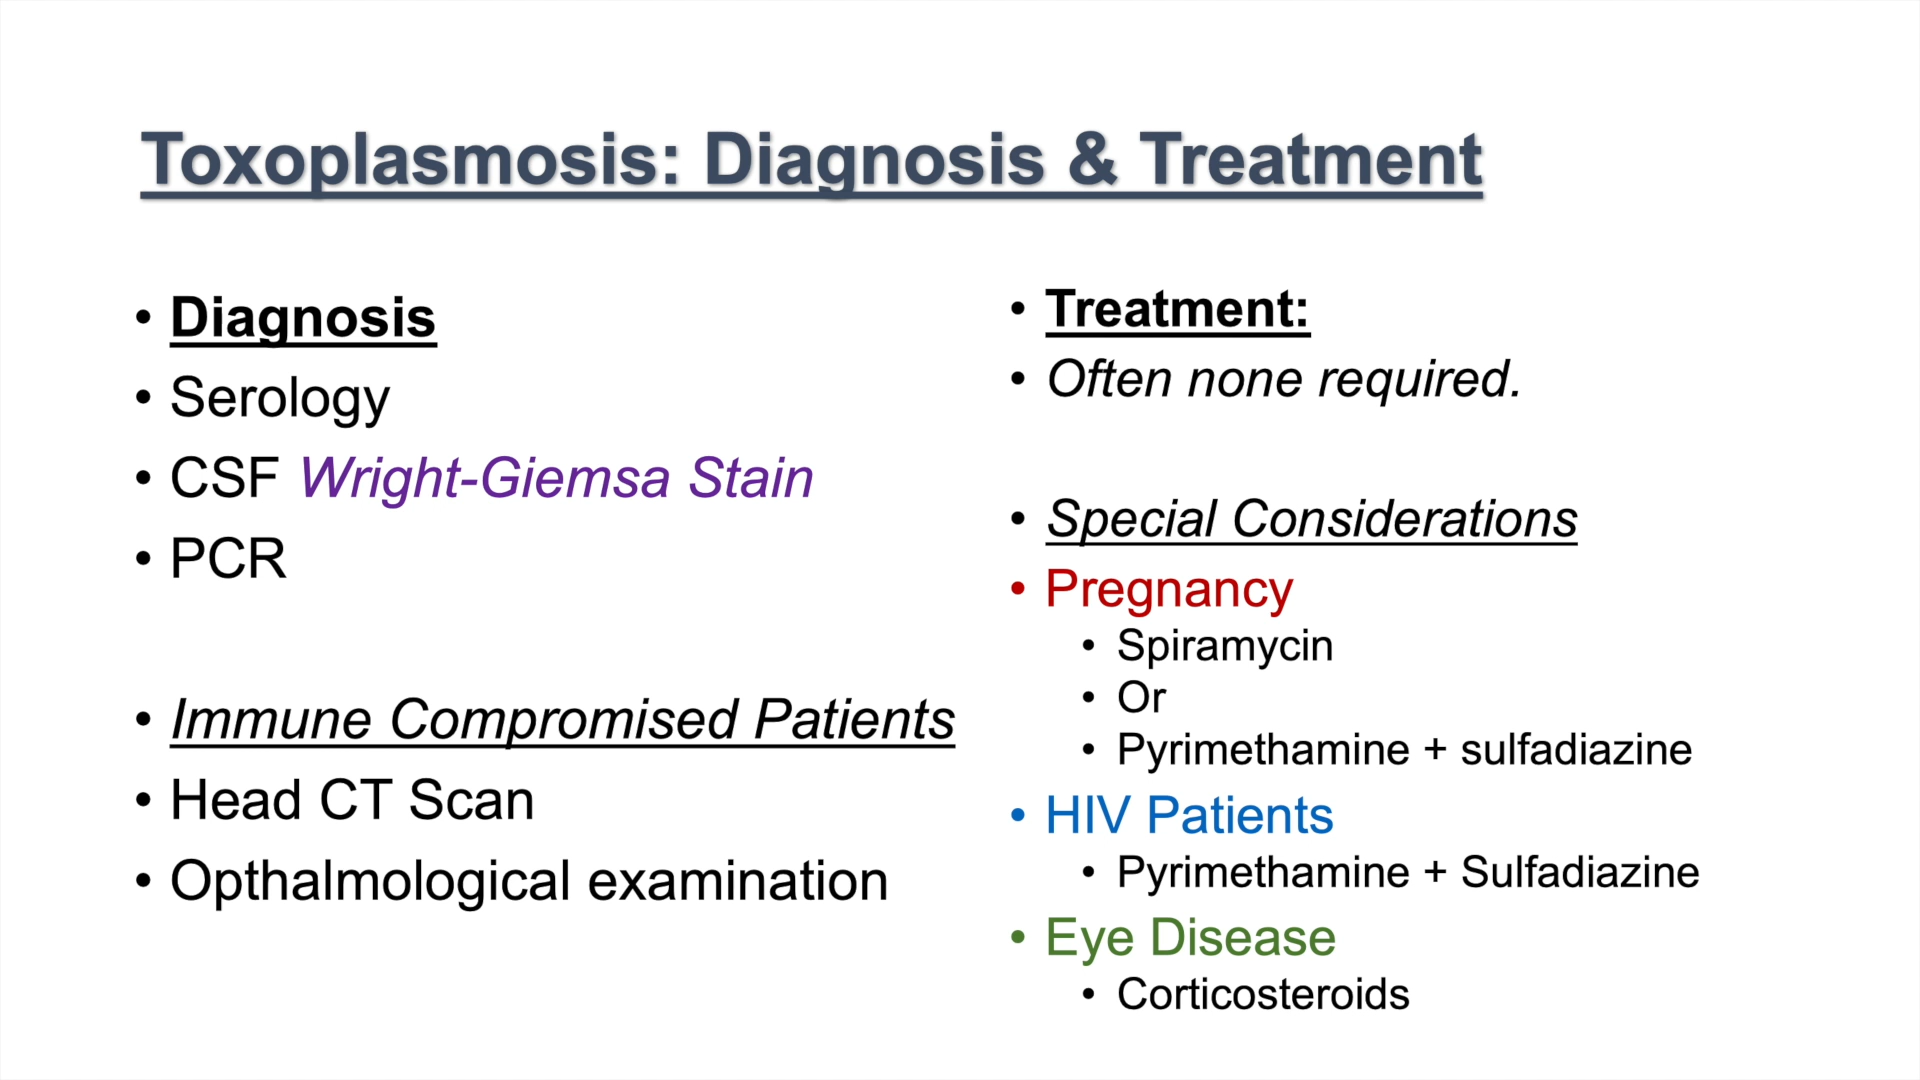 Toxoplasmosis: Diagnosis & Treatment
• Diagnosis
• Serology
• CSF Wright-Giemsa Stain
• PCR
• Immune Compromised Patients
• Head CT Scan
• Opthalmological examination
• Treatment:
• Often none required.
• Special Considerations
• Pregnancy
• Spiramycin
• Or
• Pyrimethamine + sulfadiazine
• HIV Patients
• Pyrimethamine + Sulfadiazine
• Eye Disease
• Corticosteroids